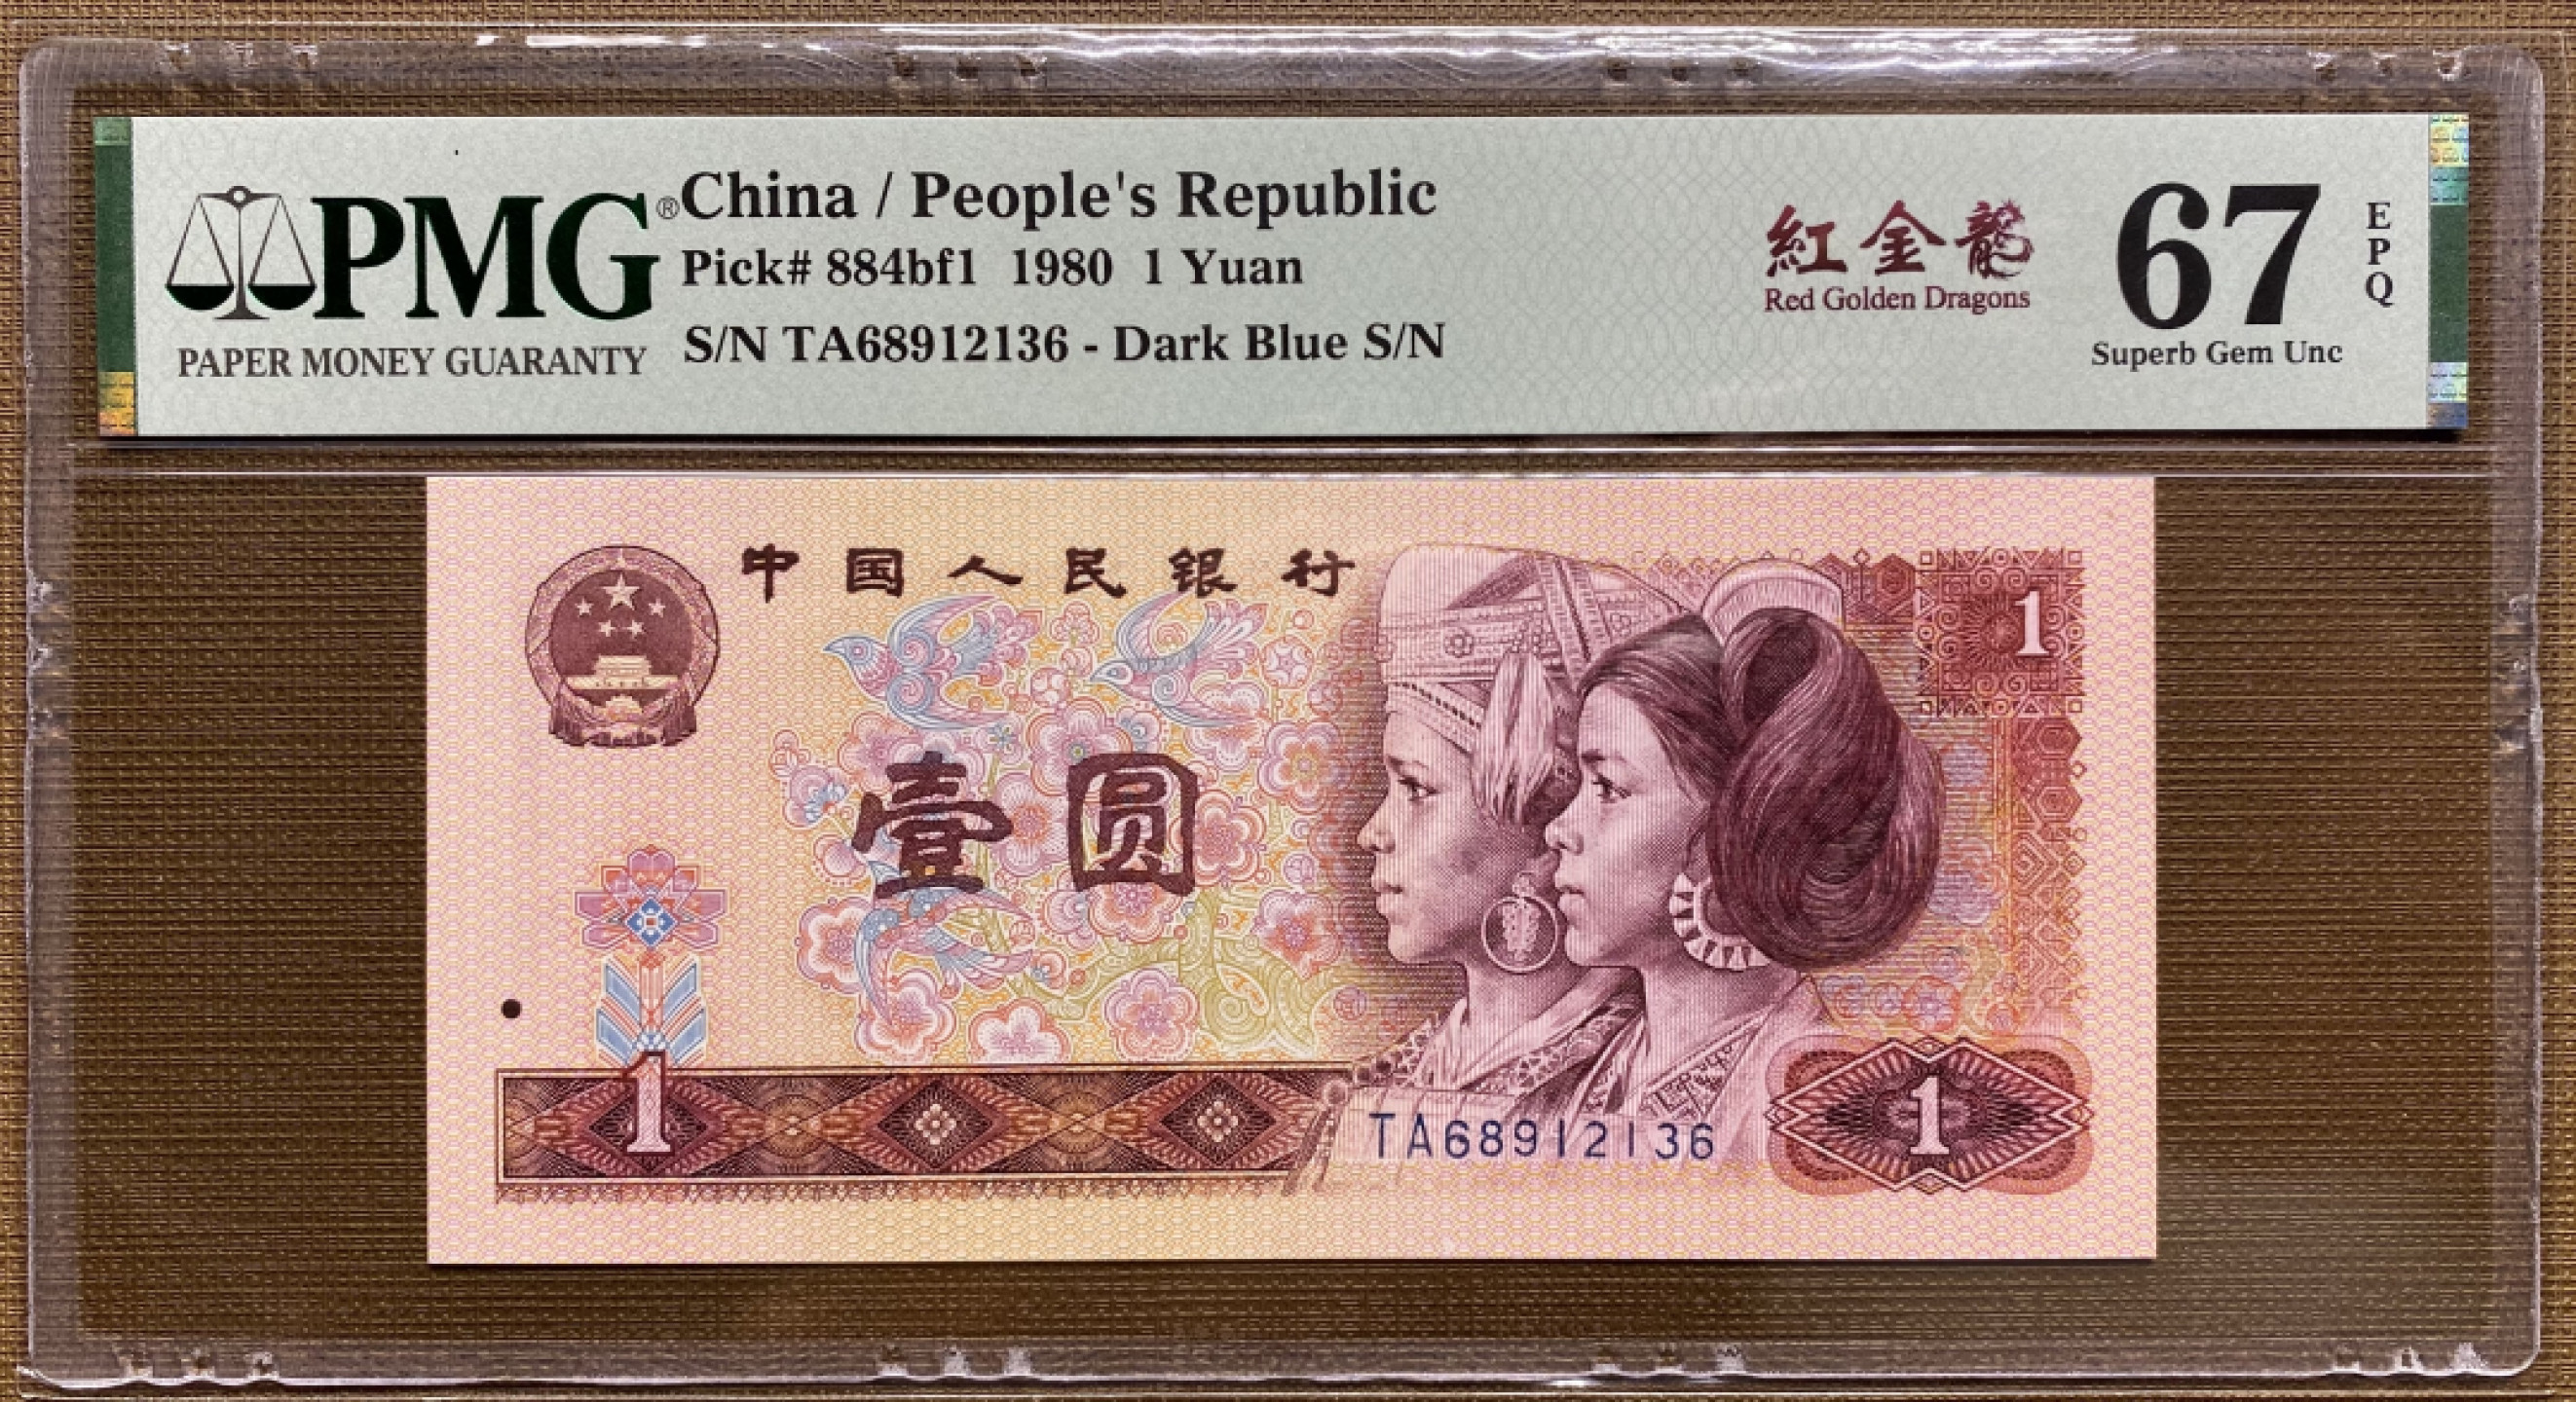 PMG®
PAPER MONEY GUARANTY
China / People's Republic
Pick# 884bf1 1980 1 Yuan
S/N TA68912136 - Dark Blue S/N
紅金龍
Red Golden Dragons
67
EPQ
Superb Gem Unc
中国人民银行
1
壹圆
1
TA68912136
1